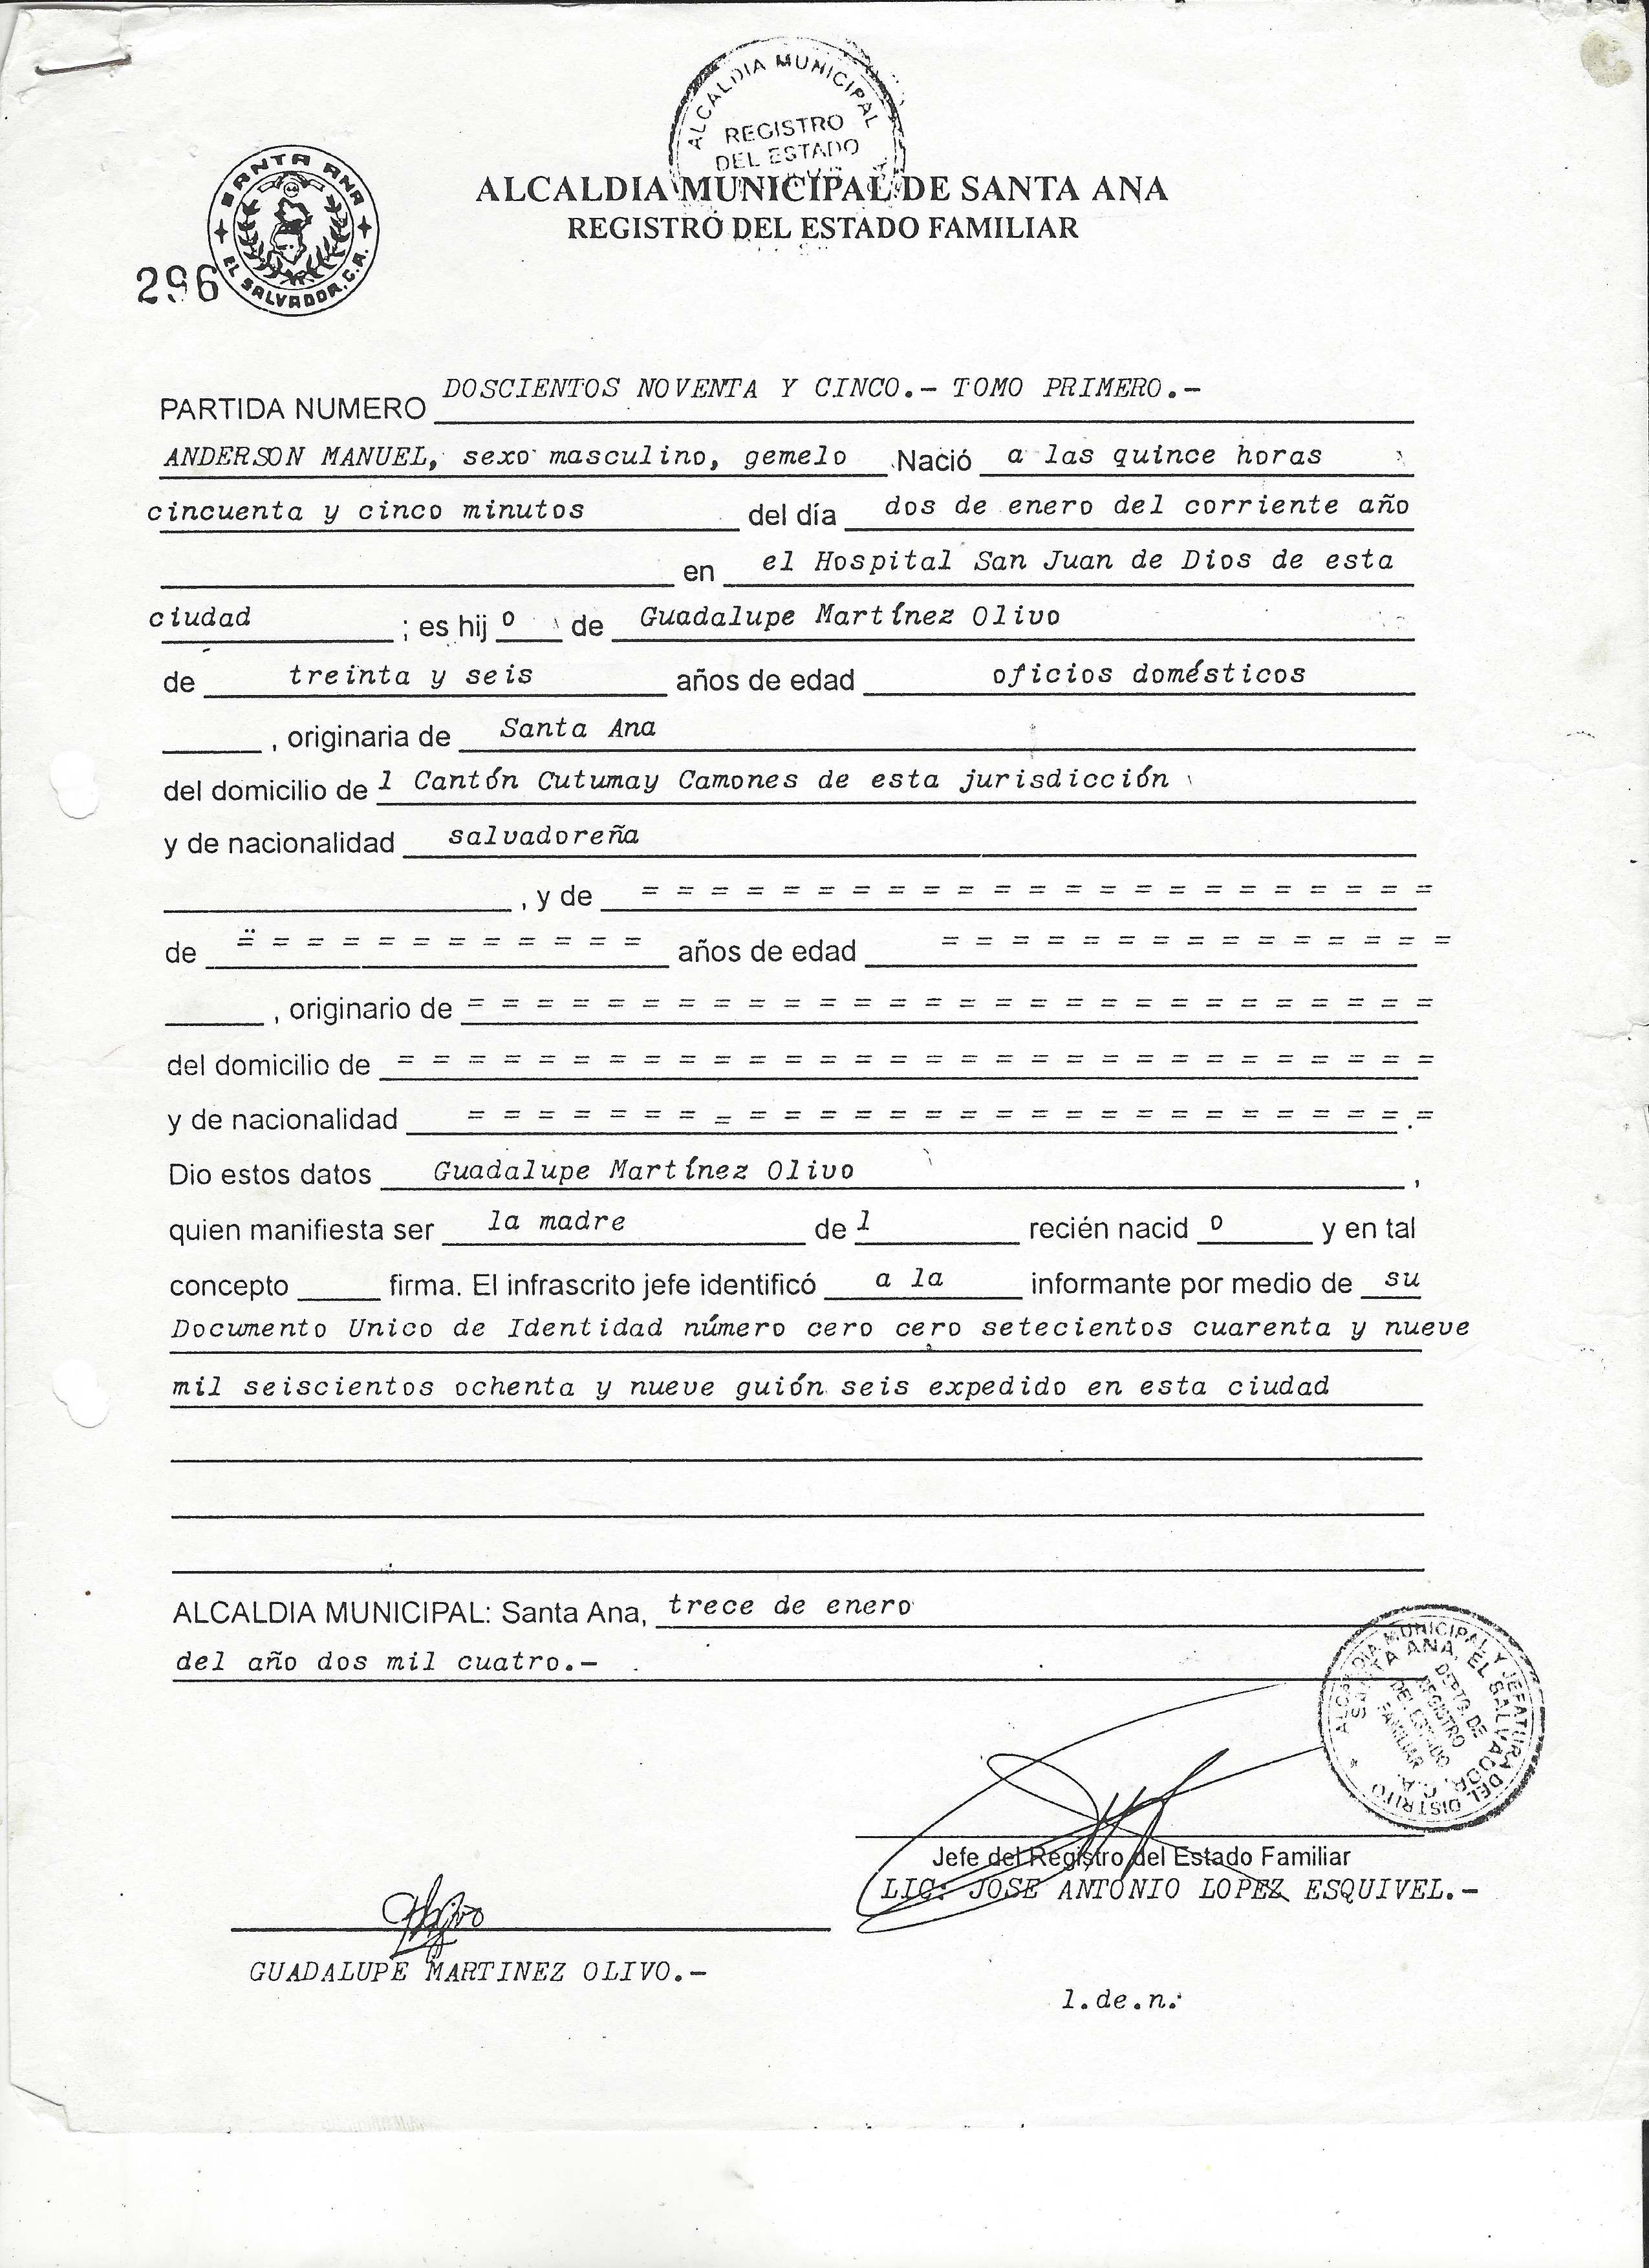 ALCALDIA MUNICIPAL
REGISTRO
DEL ESTADO
SANTA ANA
EL SALVADOR, C.A.
ALCALDIA MUNICIPAL DE SANTA ANA
REGISTRO DEL ESTADO FAMILIAR
296
PARTIDA NUMERO DOSCIENTOS NOVENTA Y CINCO.- TOMO PRIMERO.-
ANDERSON MANUEL, sexo masculino, gemelo Nació a las quince horas
cincuenta y cinco minutos del día dos de enero del corriente año
en el Hospital San Juan de Dios de esta
ciudad ; es hij o de Guadalupe Martínez Olivo
de treinta y seis años de edad oficios domésticos
, originaria de Santa Ana
del domicilio de l Cantón Cutumay Camones de esta jurisdicción
y de nacionalidad salvadoreña
, y de = = = = = = = = = = = = = = = = = = = = = = =
de = = = = = = = = = = = = años de edad = = = = = = = = = = = = = = =
, originario de = = = = = = = = = = = = = = = = = = = = = = = = = = = =
del domicilio de = = = = = = = = = = = = = = = = = = = = = = = = = = = = = =
y de nacionalidad = = = = = = = = = = = = = = = = = = = = = = = = = = = =
Dio estos datos Guadalupe Martínez Olivo ,
quien manifiesta ser la madre de l recién nacid o y en tal
concepto firma. El infrascrito jefe identificó a la informante por medio de su
Documento Unico de Identidad número cero cero setecientos cuarenta y nueve
mil seiscientos ochenta y nueve guión seis expedido en esta ciudad
ALCALDIA MUNICIPAL: Santa Ana, trece de enero
del año dos mil cuatro.-
ALCALDIA MUNICIPAL Y JEFATURA DEL DISTRITO
SANTA ANA, EL SALVADOR, C.A.
DPTO. DE
REGISTRO
DEL ESTADO
FAMILIAR
Jefe del Registro del Estado Familiar
LIC. JOSE ANTONIO LOPEZ ESQUIVEL.-
GUADALUPE MARTINEZ OLIVO.-
l.de.n.